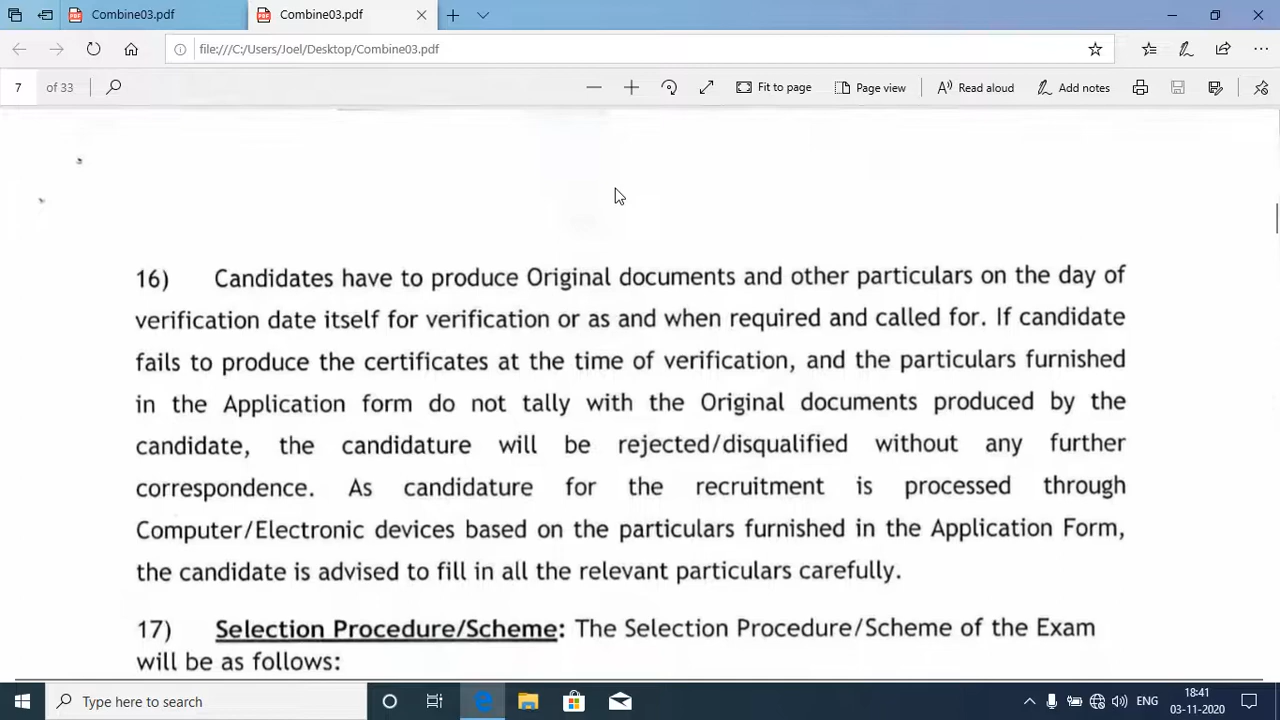 Combine03.pdf
Combine03.pdf
file:///C:/Users/Joel/Desktop/Combine03.pdf
7 of 33
Fit to page
Page view
Read aloud
Add notes
16) Candidates have to produce Original documents and other particulars on the day of
verification date itself for verification or as and when required and called for. If candidate
fails to produce the certificates at the time of verification, and the particulars furnished
in the Application form do not tally with the Original documents produced by the
candidate, the candidature will be rejected/disqualified without any further
correspondence. As candidature for the recruitment is processed through
Computer/Electronic devices based on the particulars furnished in the Application Form,
the candidate is advised to fill in all the relevant particulars carefully.
17) Selection Procedure/Scheme: The Selection Procedure/Scheme of the Exam
will be as follows:
Type here to search
ENG
18:41
03-11-2020